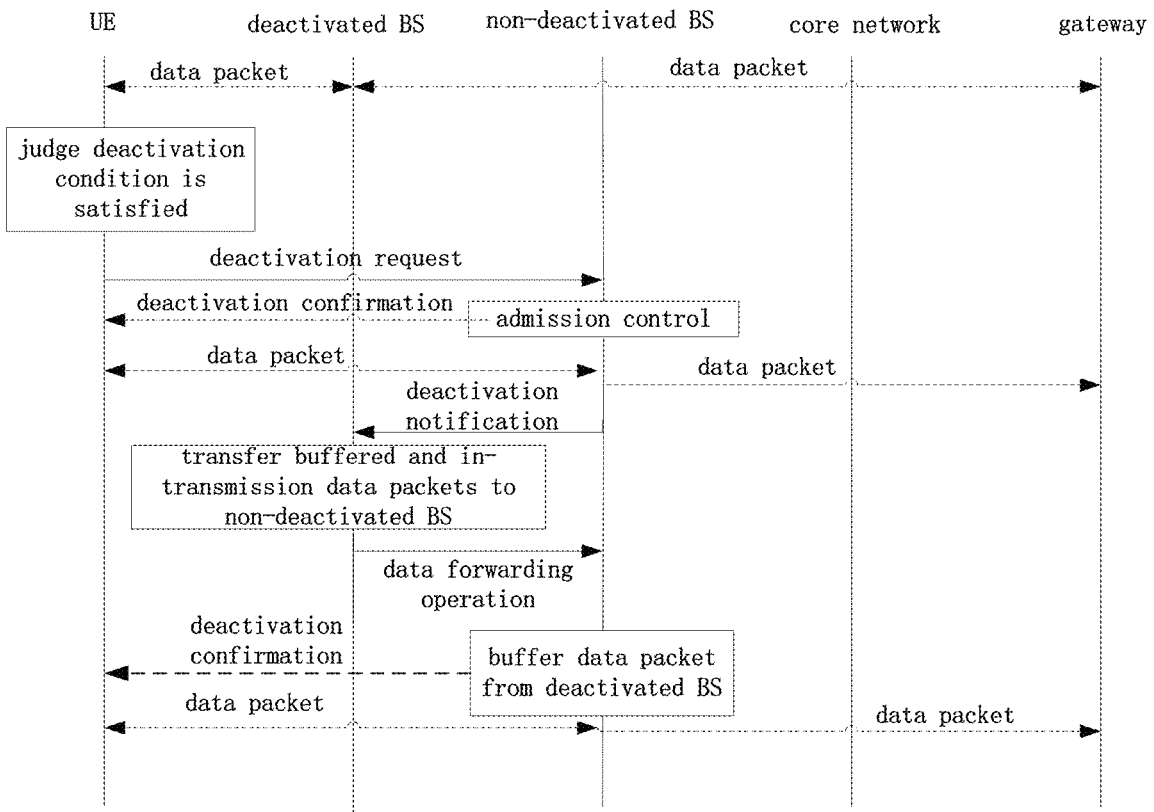 UE
deactivated BS
non-deactivated BS
core network
gateway
data packet
data packet
judge deactivation
condition is
satisfied
deactivation request
deactivation confirmation
admission control
data packet
data packet
deactivation
notification
transfer buffered and in-
transmission data packets to
non-deactivated BS
data forwarding
operation
deactivation
confirmation
buffer data packet
from deactivated BS
data packet
data packet